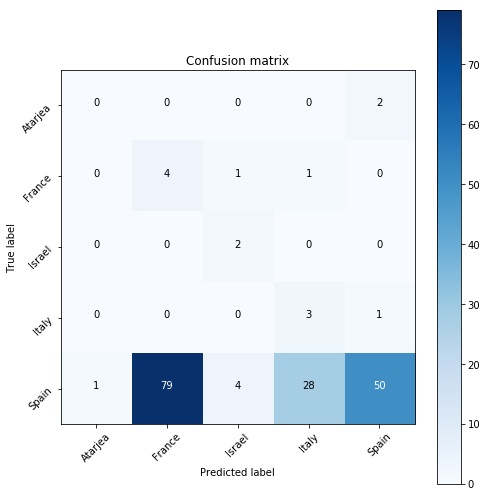 Confusion matrix
True label
Atarjea 0 0 0 0 2
France 0 4 1 1 0
Israel 0 0 2 0 0
Italy 0 0 0 3 1
Spain 1 79 4 28 50
Atarjea France Israel Italy Spain
Predicted label
70
60
50
40
30
20
10
0